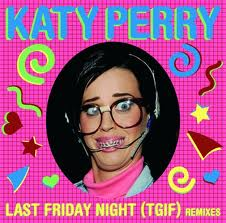 KATY PERRY
LAST FRIDAY NIGHT (TGIF) REMIXES